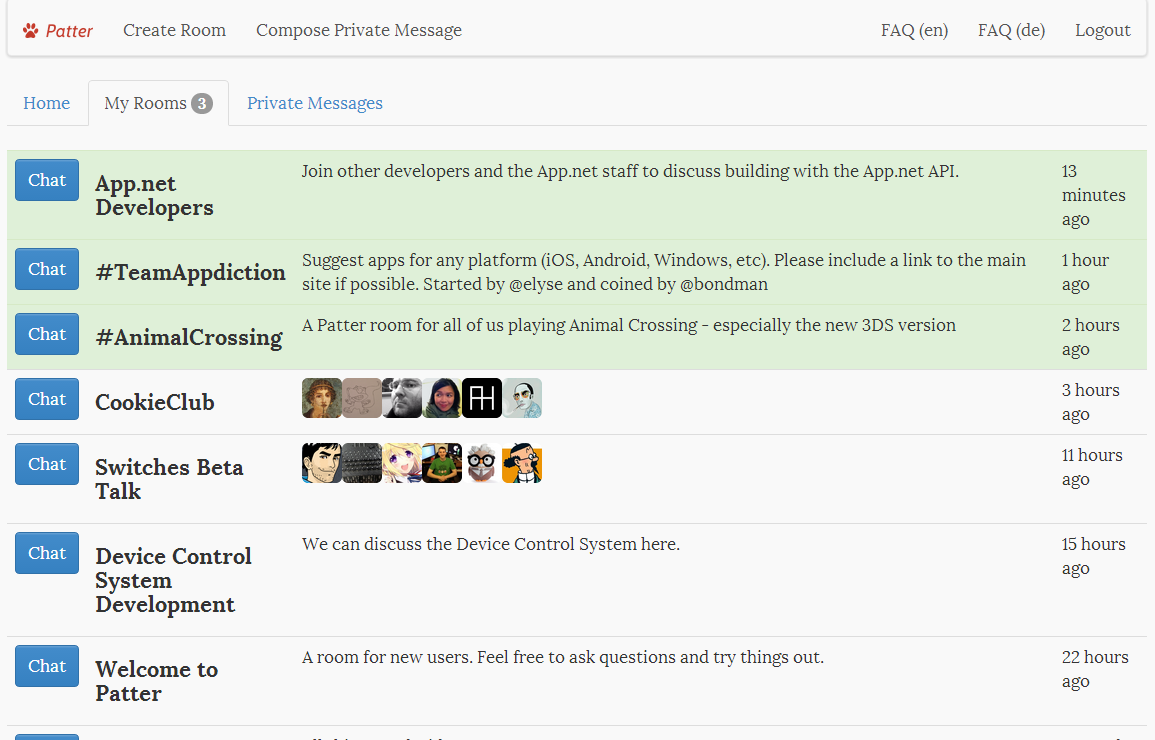 Patter Create Room Compose Private Message FAQ (en) FAQ (de) Logout
Home My Rooms 3 Private Messages
Chat
App.net
Developers
Join other developers and the App.net staff to discuss building with the App.net API.
13
minutes
ago
Chat
#TeamAppdiction
Suggest apps for any platform (iOS, Android, Windows, etc). Please include a link to the main
site if possible. Started by @elyse and coined by @bondman
1 hour
ago
Chat
#AnimalCrossing
A Patter room for all of us playing Animal Crossing - especially the new 3DS version
2 hours
ago
Chat
CookieClub
3 hours
ago
Chat
Switches Beta
Talk
11 hours
ago
Chat
Device Control
System
Development
We can discuss the Device Control System here.
15 hours
ago
Chat
Welcome to
Patter
A room for new users. Feel free to ask questions and try things out.
22 hours
ago